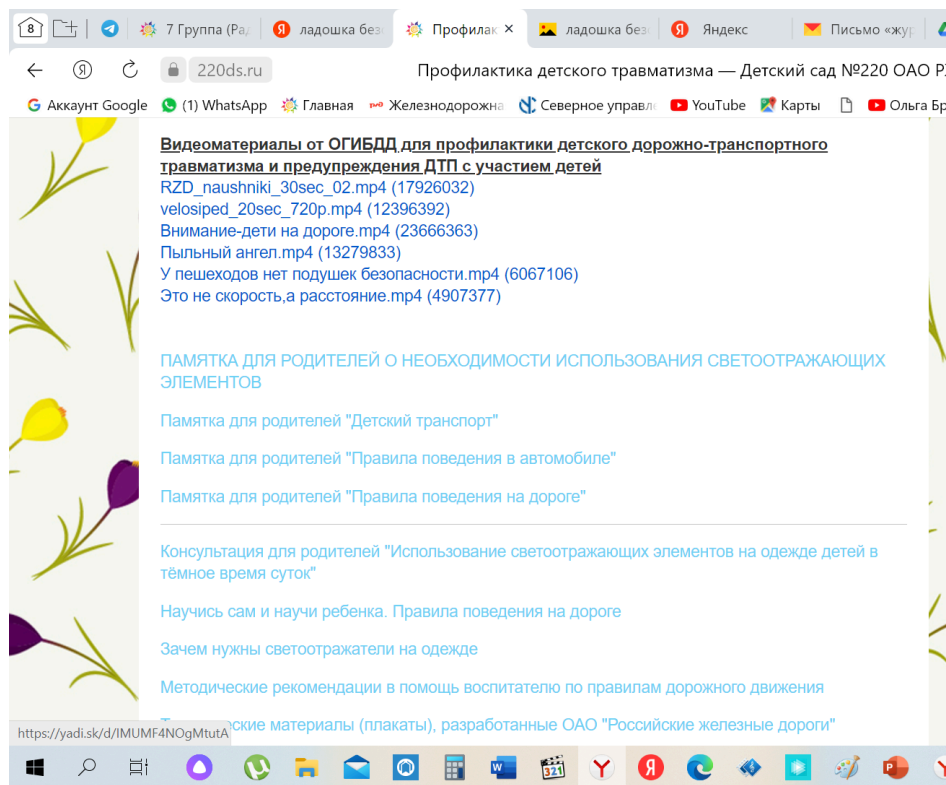 8
7 Группа (Рад
ладошка без
Профилак
ладошка без
Яндекс
Письмо «жур
220ds.ru
Профилактика детского травматизма — Детский сад №220 ОАО РЖ
Аккаунт Google
(1) WhatsApp
Главная
Железнодорожна
Северное управл
YouTube
Карты
Ольга Бр
Видеоматериалы от ОГИБДД для профилактики детского дорожно-транспортного
травматизма и предупреждения ДТП с участием детей
RZD_naushniki_30sec_02.mp4 (17926032)
velosiped_20sec_720p.mp4 (12396392)
Внимание-дети на дороге.mp4 (23666363)
Пыльный ангел.mp4 (13279833)
У пешеходов нет подушек безопасности.mp4 (6067106)
Это не скорость,а расстояние.mp4 (4907377)
ПАМЯТКА ДЛЯ РОДИТЕЛЕЙ О НЕОБХОДИМОСТИ ИСПОЛЬЗОВАНИЯ СВЕТООТРАЖАЮЩИХ
ЭЛЕМЕНТОВ
Памятка для родителей "Детский транспорт"
Памятка для родителей "Правила поведения в автомобиле"
Памятка для родителей "Правила поведения на дороге"
Консультация для родителей "Использование светоотражающих элементов на одежде детей в
тёмное время суток"
Научись сам и научи ребенка. Правила поведения на дороге
Зачем нужны светоотражатели на одежде
Методические рекомендации в помощь воспитателю по правилам дорожного движения
ские материалы (плакаты), разработанные ОАО "Российские железные дороги"
https://yadi.sk/d/IMUMF4NOgMtutA
321